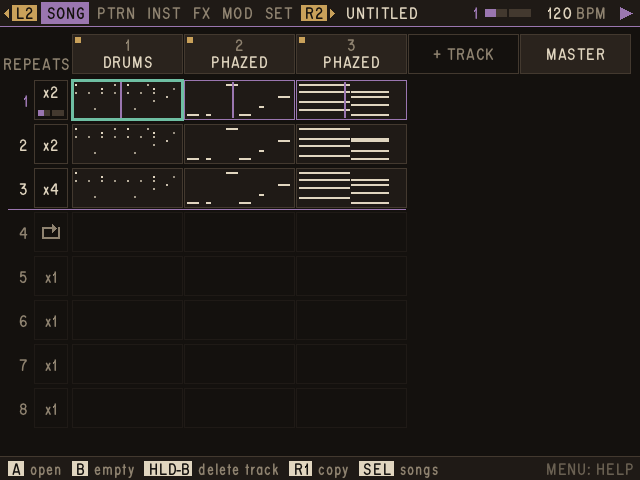 L2 SONG PTRN INST FX MOD SET R2 UNTITLED 1 120 BPM
REPEATS 1 DRUMS 2 PHAZED 3 PHAZED + TRACK MASTER
1 x2
2 x2
3 x4
4
5 x1
6 x1
7 x1
8 x1
A open B empty HLD-B delete track R1 copy SEL songs MENU: HELP